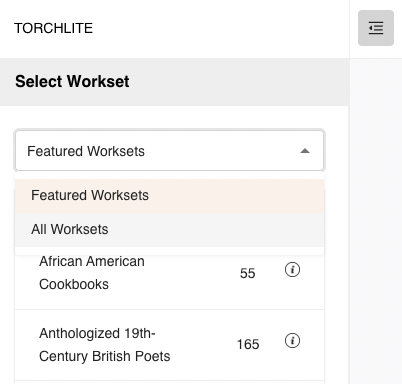 TORCHLITE
Select Workset
Featured Worksets
Featured Worksets
All Worksets
African American
Cookbooks
55
Anthologized 19th-
Century British Poets
165